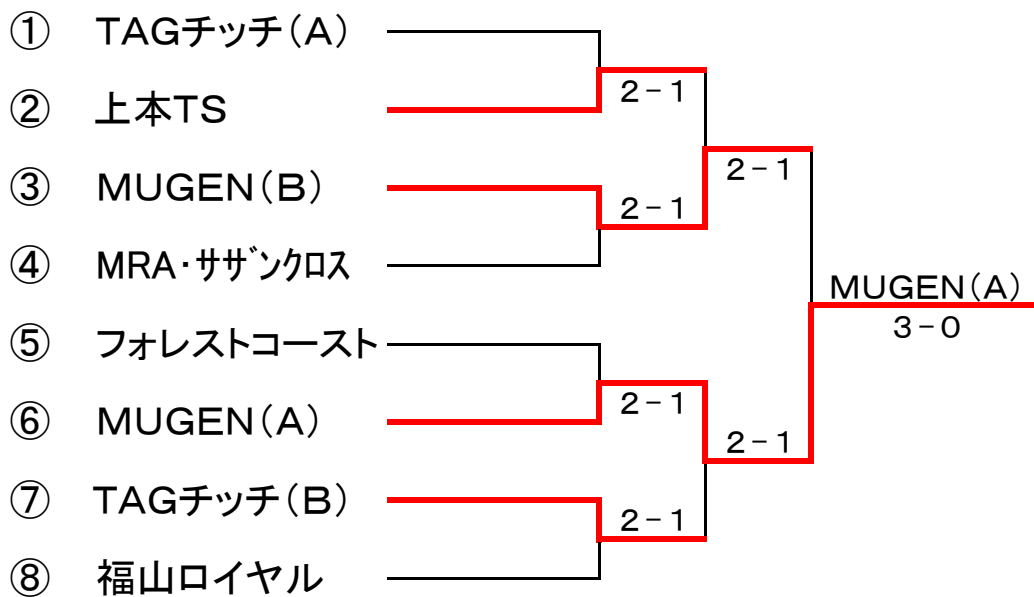 ① TAGチッチ(A)
2-1
② 上本TS
2-1
③ MUGEN(B)
2-1
④ MRA・サザンクロス
MUGEN(A)
3-0
⑤ フォレストコースト
2-1
⑥ MUGEN(A)
2-1
⑦ TAGチッチ(B)
2-1
⑧ 福山ロイヤル